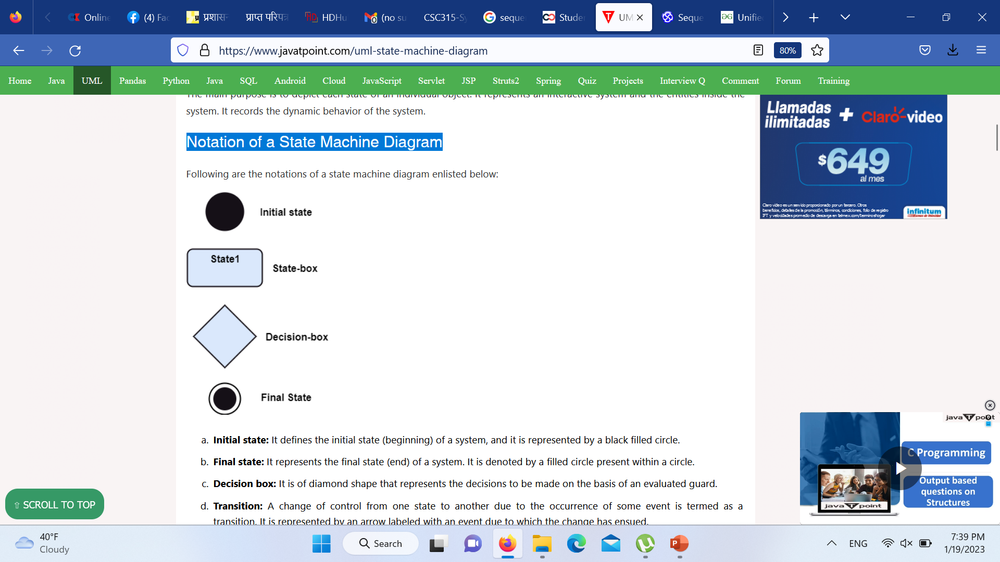 Online
(4) Fac
प्रशासन-
प्राप्त परिपत्र
HDHu
(no su
CSC315-Sy
seque
Studen
UM
Seque
Unifie
https://www.javatpoint.com/uml-state-machine-diagram
80%
Home Java UML Pandas Python Java SQL Android Cloud JavaScript Servlet JSP Struts2 Spring Quiz Projects Interview Q Comment Forum Training
The main purpose is to depict each state of an individual object. It represents an interactive system and the entities inside the
system. It records the dynamic behavior of the system.
Notation of a State Machine Diagram
Following are the notations of a state machine diagram enlisted below:
Initial state
State1
State-box
Decision-box
Final State
a. Initial state: It defines the initial state (beginning) of a system, and it is represented by a black filled circle.
b. Final state: It represents the final state (end) of a system. It is denoted by a filled circle present within a circle.
c. Decision box: It is of diamond shape that represents the decisions to be made on the basis of an evaluated guard.
d. Transition: A change of control from one state to another due to the occurrence of some event is termed as a
transition. It is represented by an arrow labeled with an event due to which the change has ensued.
⇧ SCROLL TO TOP
Llamadas
ilimitadas
+
Claro-video
$649
al mes
Claro video es un servicio proporcionado por un tercero. Otros
beneficios, detalles de la promoción, términos, condiciones, folio de registro
IFT y velocidades promedio de descarga en telmex.com/terminoshogar
infinitum
java T point
C Programming
Output based
questions on
Structures
java T point
40°F
Cloudy
Search
ENG
7:39 PM
1/19/2023